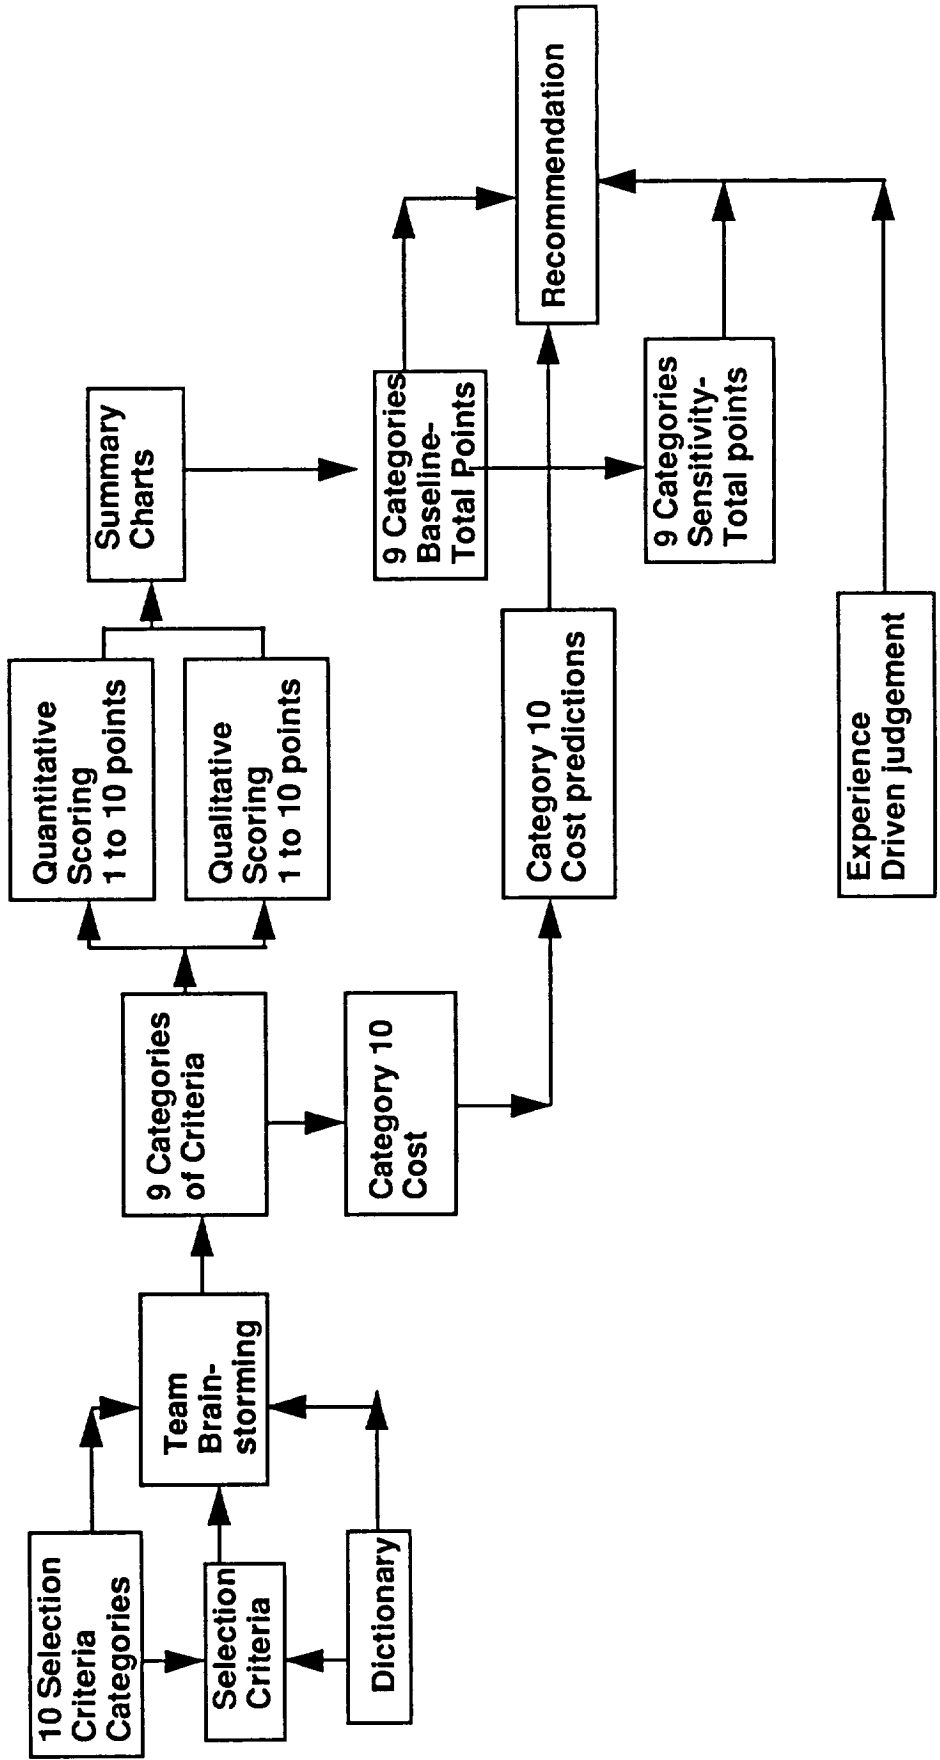 10 Selection
Criteria
Categories
Selection
Criteria
Dictionary
Team
Brain-
storming
9 Categories
of Criteria
Category 10
Cost
Quantitative
Scoring
1 to 10 points
Qualitative
Scoring
1 to 10 points
Category 10
Cost predictions
Experience
Driven judgement
Summary
Charts
9 Categories
Baseline-
Total Points
9 Categories
Sensitivity-
Total points
Recommendation